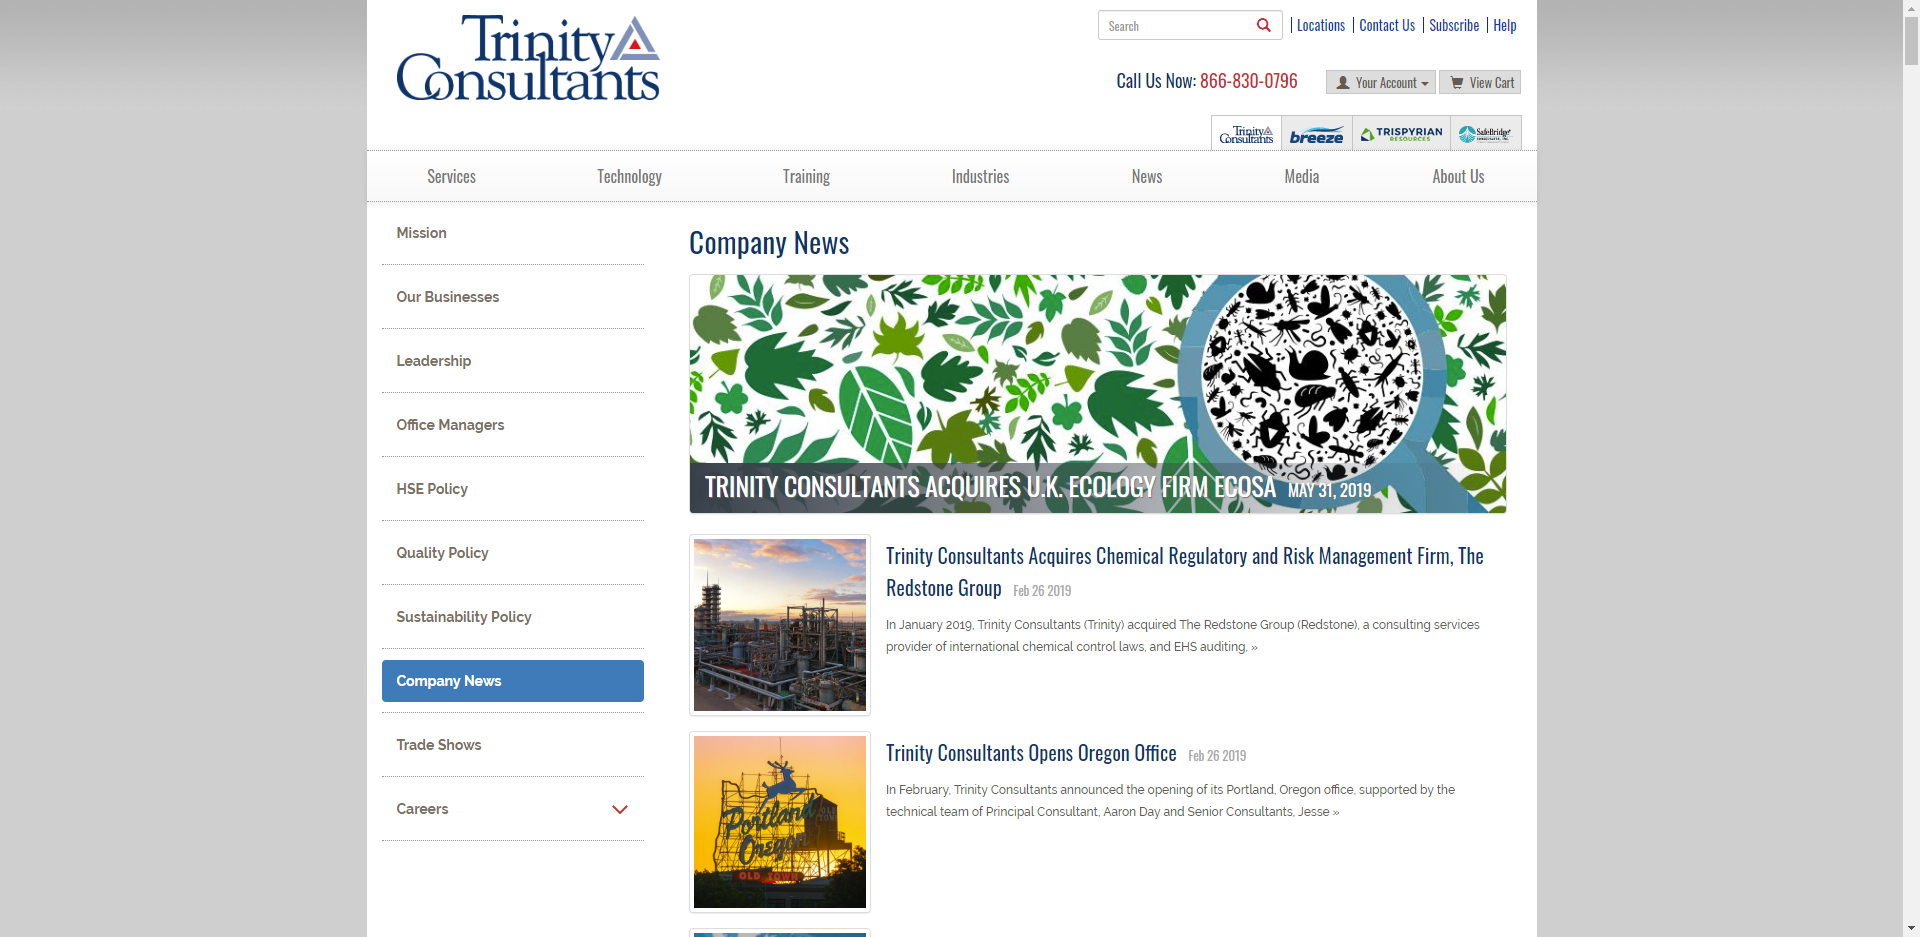 Trinity
Consultants
Search
Locations
Contact Us
Subscribe
Help
Call Us Now: 866-830-0796
Your Account
View Cart
Trinity
Consultants
breeze
TRISPYRIAN
RESOURCES
SafeBridge
Services
Technology
Training
Industries
News
Media
About Us
Mission
Our Businesses
Leadership
Office Managers
HSE Policy
Quality Policy
Sustainability Policy
Company News
Trade Shows
Careers
Company News
TRINITY CONSULTANTS ACQUIRES U.K. ECOLOGY FIRM ECOSA MAY 31, 2019
Trinity Consultants Acquires Chemical Regulatory and Risk Management Firm, The
Redstone Group Feb 26 2019
In January 2019, Trinity Consultants (Trinity) acquired The Redstone Group (Redstone), a consulting services
provider of international chemical control laws, and EHS auditing, »
Portland
Oregon
OLD TOWN
Trinity Consultants Opens Oregon Office Feb 26 2019
In February, Trinity Consultants announced the opening of its Portland, Oregon office, supported by the
technical team of Principal Consultant, Aaron Day and Senior Consultants, Jesse »